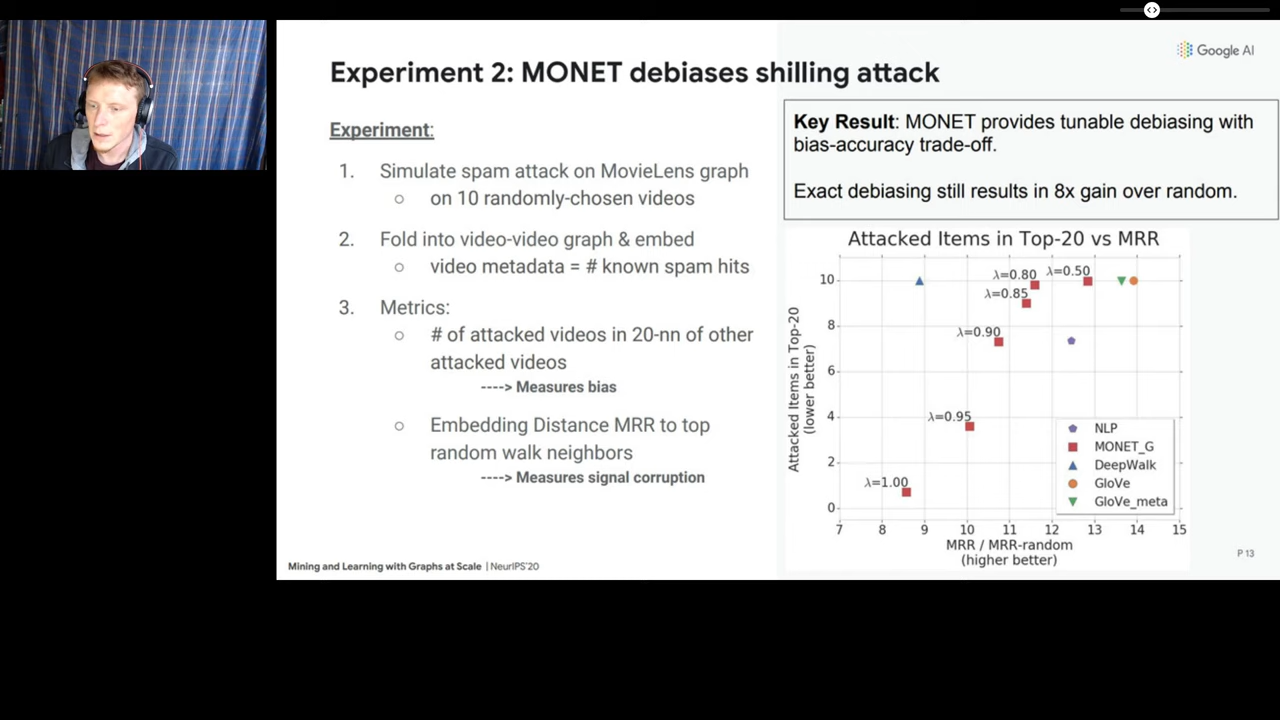 Google AI
Experiment 2: MONET debiases shilling attack
Experiment:
1. Simulate spam attack on MovieLens graph
○ on 10 randomly-chosen videos
2. Fold into video-video graph & embed
○ video metadata = # known spam hits
3. Metrics:
○ # of attacked videos in 20-nn of other
attacked videos
----> Measures bias
○ Embedding Distance MRR to top
random walk neighbors
----> Measures signal corruption
Key Result: MONET provides tunable debiasing with
bias-accuracy trade-off.
Exact debiasing still results in 8x gain over random.
Attacked Items in Top-20 vs MRR
Attacked Items in Top-20
(lower better)
10
8
6
4
2
0
λ=0.80
λ=0.50
λ=0.85
λ=0.90
λ=0.95
λ=1.00
NLP
MONET_G
DeepWalk
GloVe
GloVe_meta
7 8 9 10 11 12 13 14 15
MRR / MRR-random
(higher better)
Mining and Learning with Graphs at Scale | NeurIPS'20
P 13